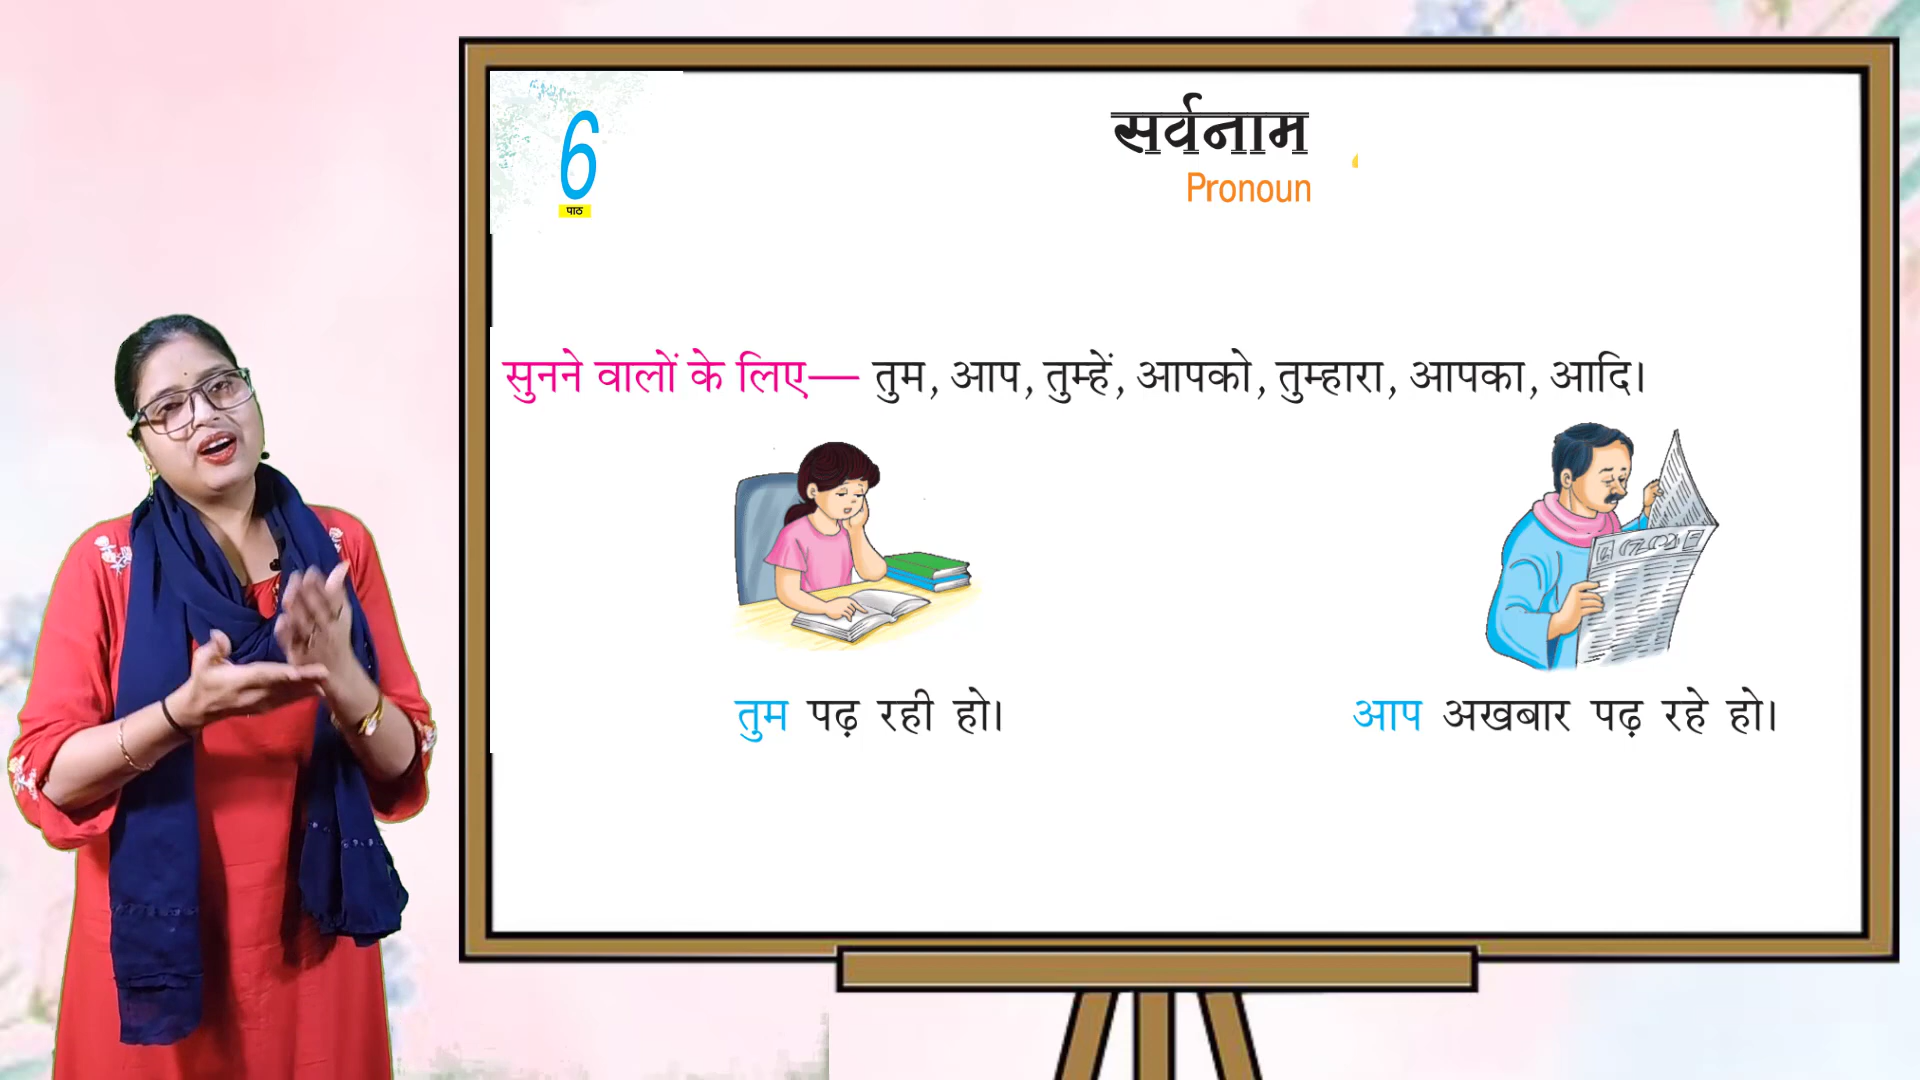 6
पाठ
सर्वनाम
Pronoun
सुनने वालों के लिए— तुम, आप, तुम्हें, आपको, तुम्हारा, आपका, आदि।
तुम पढ़ रही हो।
आप अखबार पढ़ रहे हो।